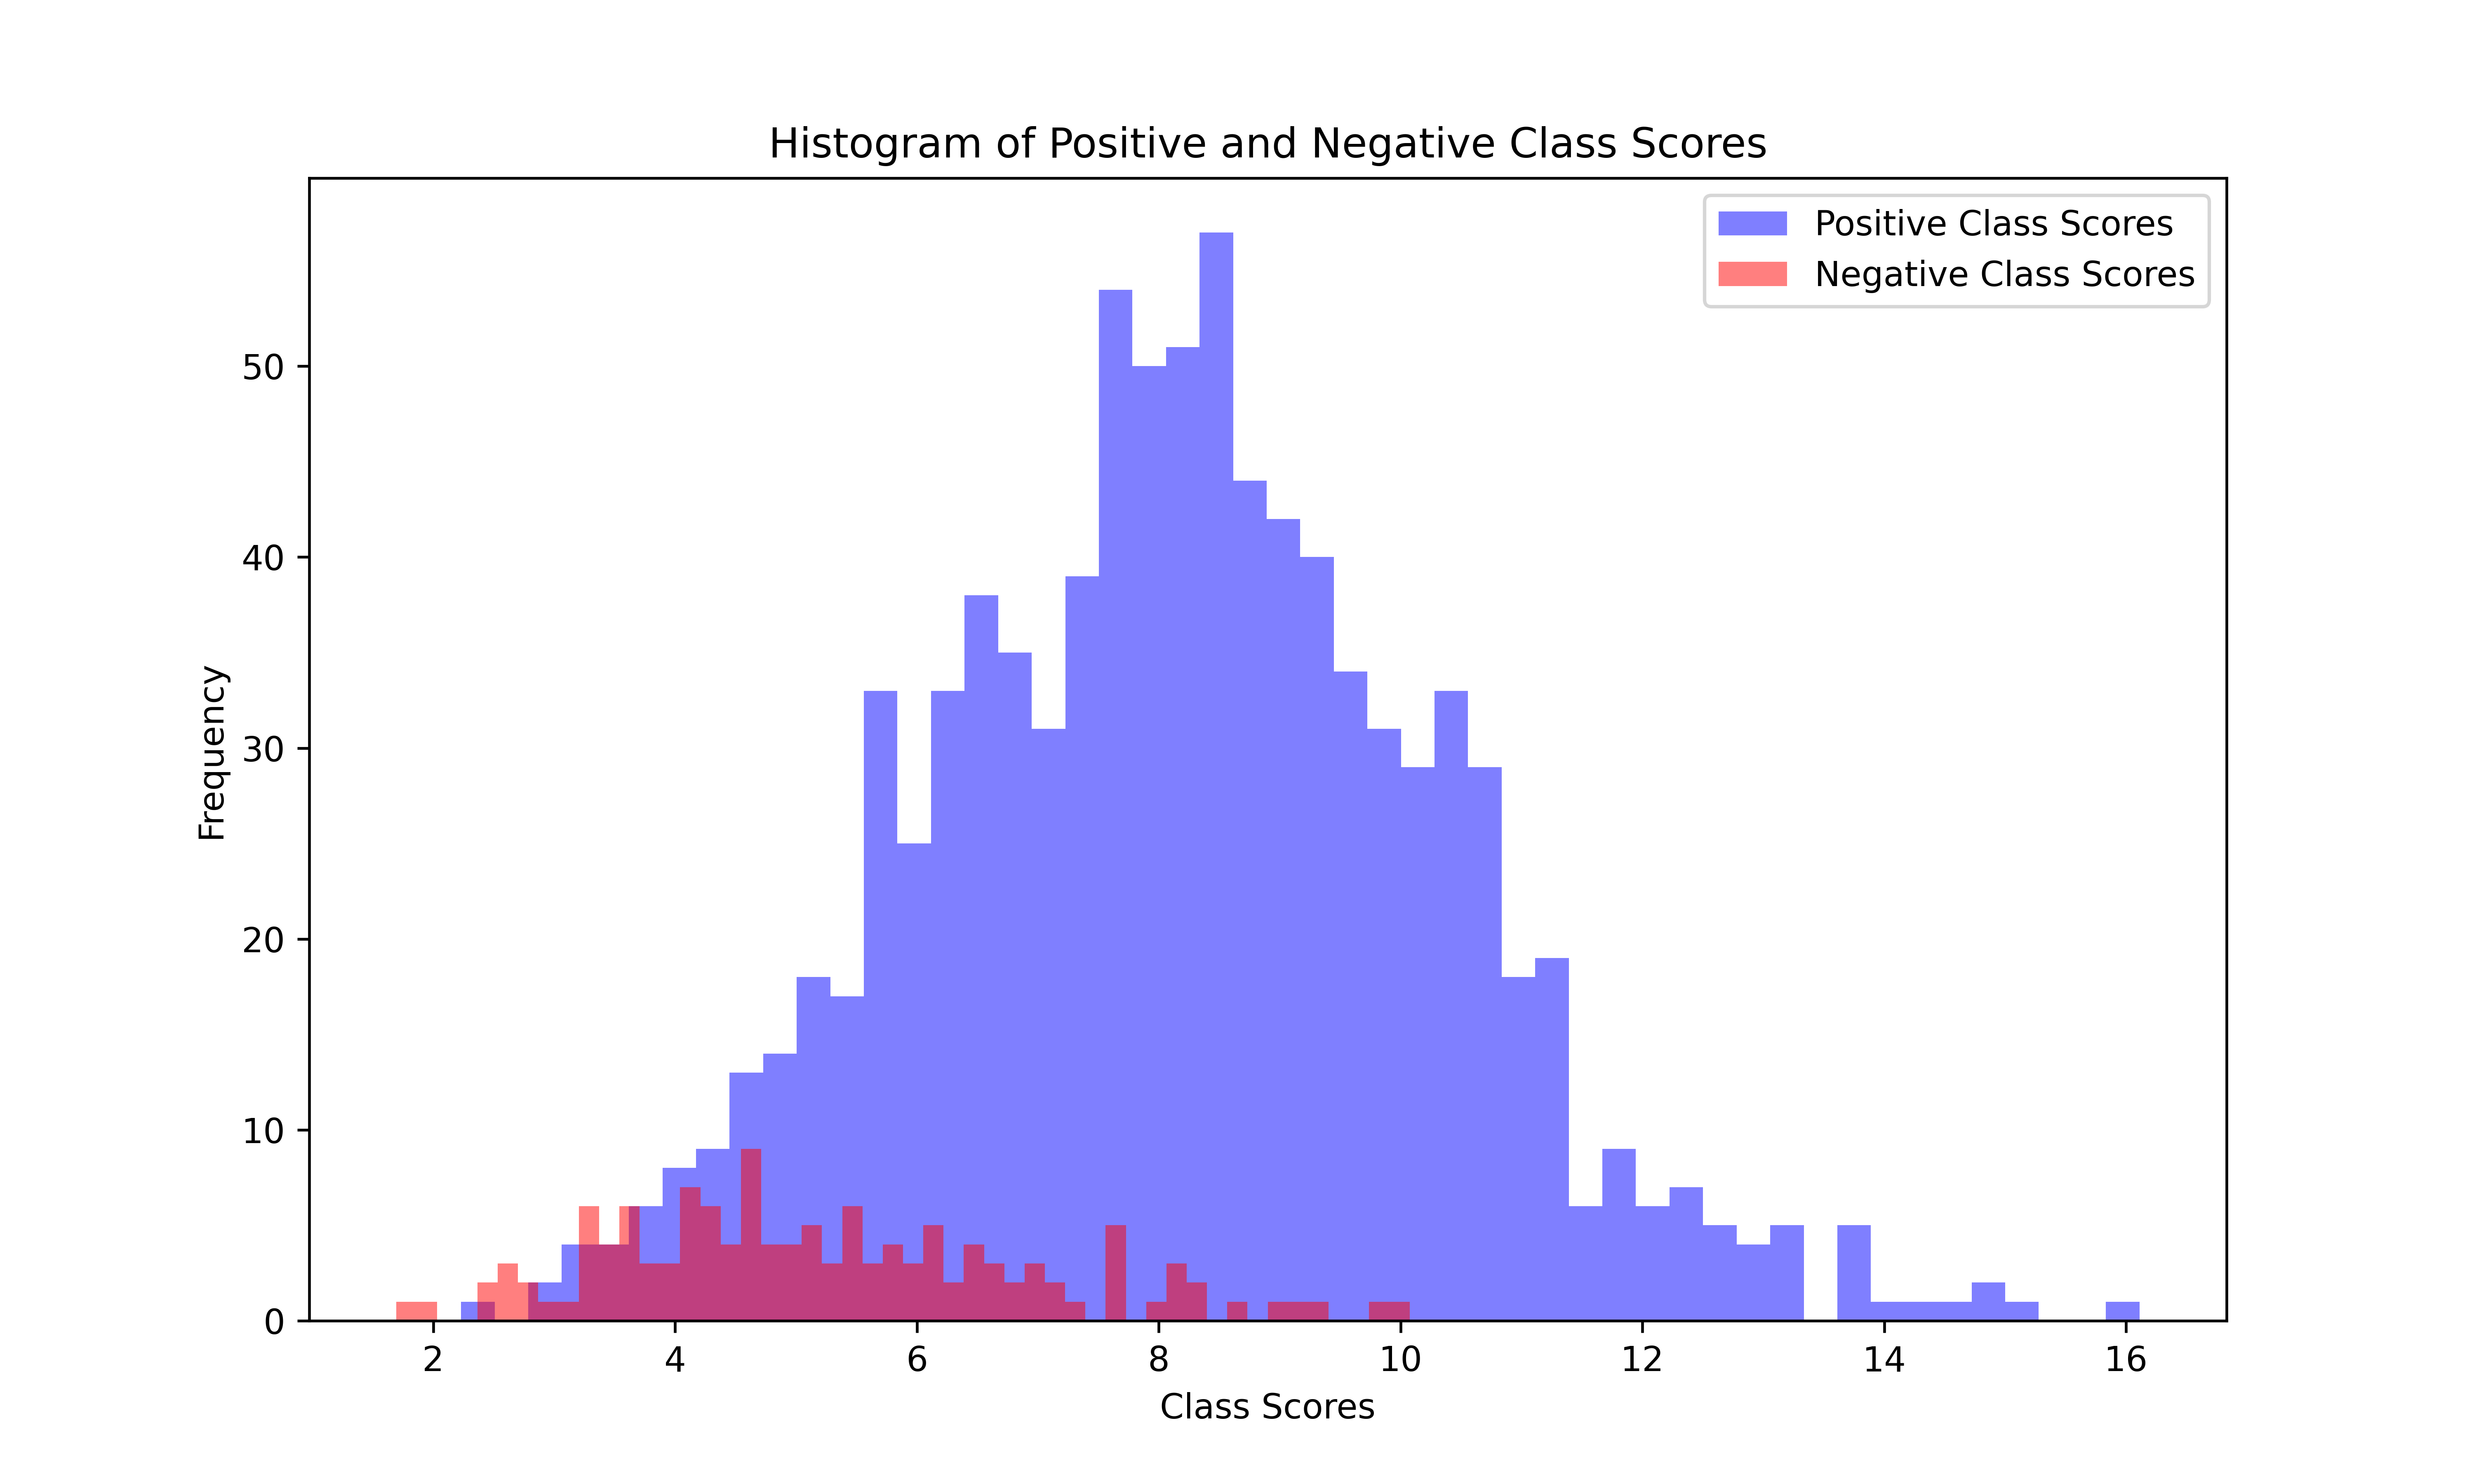 Histogram of Positive and Negative Class Scores
Positive Class Scores
Negative Class Scores
50
40
30
20
10
0
Frequency
2 4 6 8 10 12 14 16
Class Scores